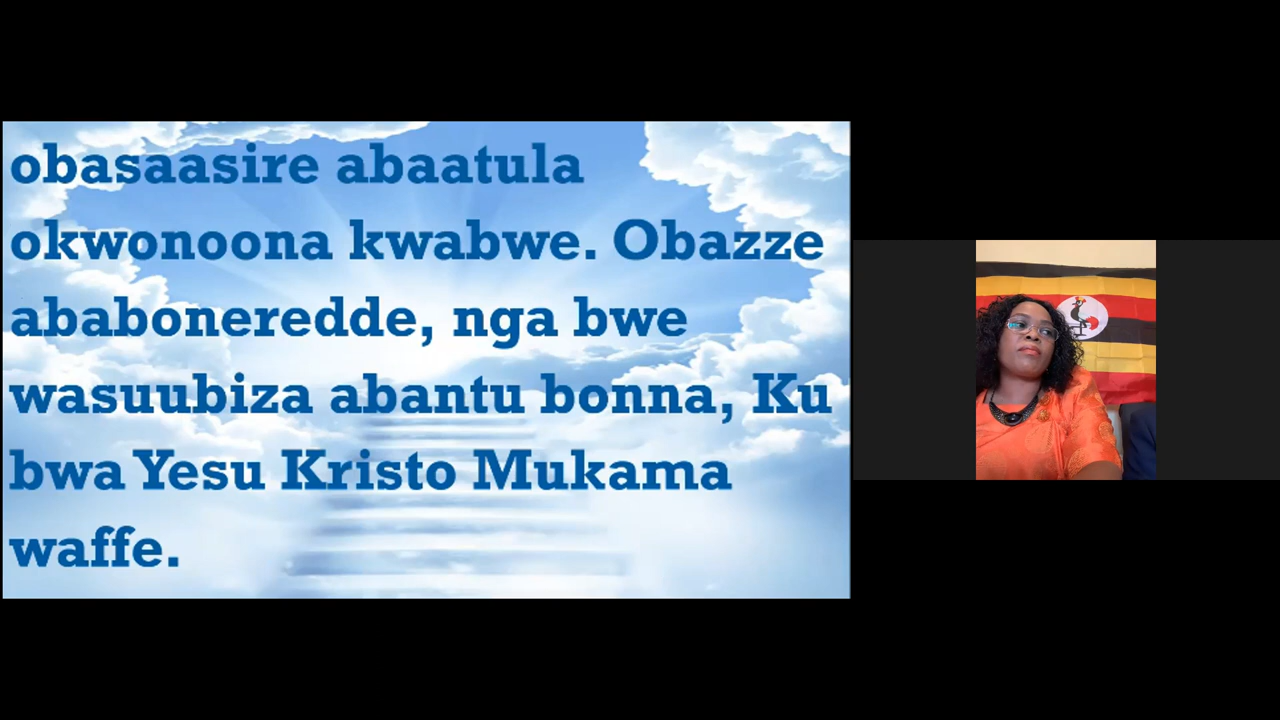 obasaasire abaatula
okwonoona kwabwe. Obazze
ababoneredde, nga bwe
wasuubiza abantu bonna, Ku
bwa Yesu Kristo Mukama
waffe.